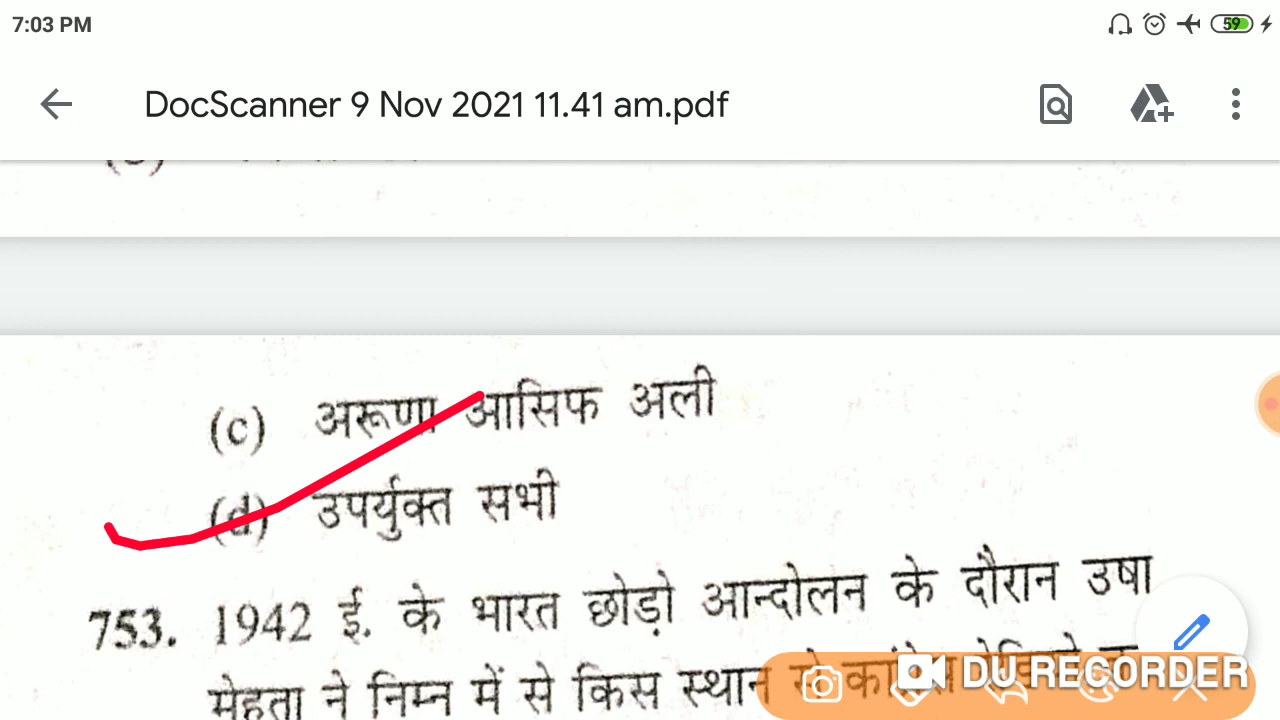 7:03 PM
59
DocScanner 9 Nov 2021 11.41 am.pdf
(c) अरूणा आसिफ अली
(d) उपर्युक्त सभी
753. 1942 ई. के भारत छोड़ो आन्दोलन के दौरान उषा
मेहता ने निम्न में से किस स्थान से
DU RECORDER